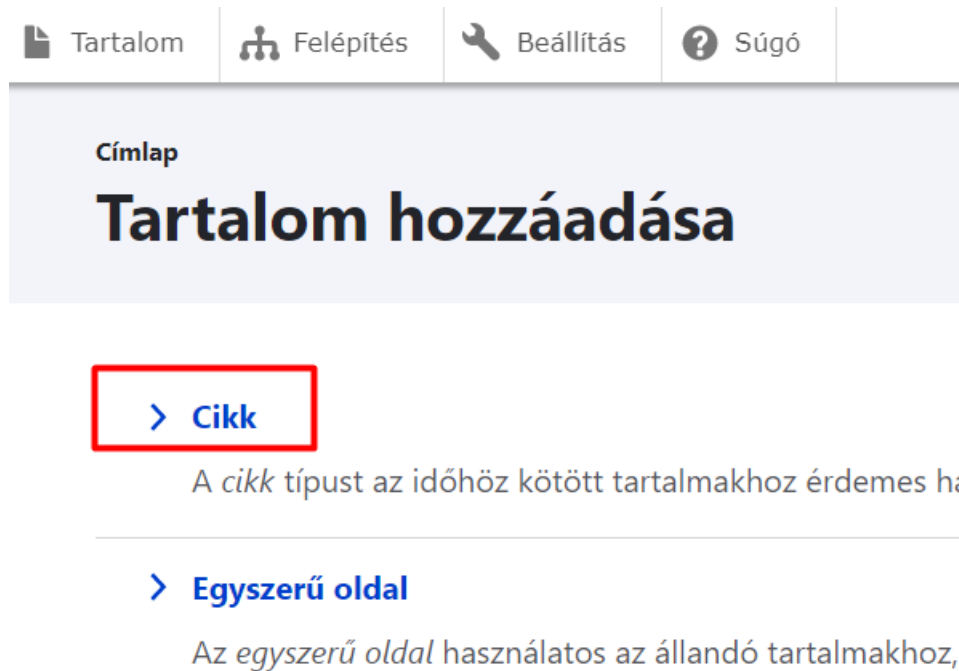 Tartalom Felépítés Beállítás Súgó
Címlap
Tartalom hozzáadása
Cikk
A cikk típust az időhöz kötött tartalmakhoz érdemes
Egyszerű oldal
Az egyszerű oldal használatos az állandó tartalmakhoz,